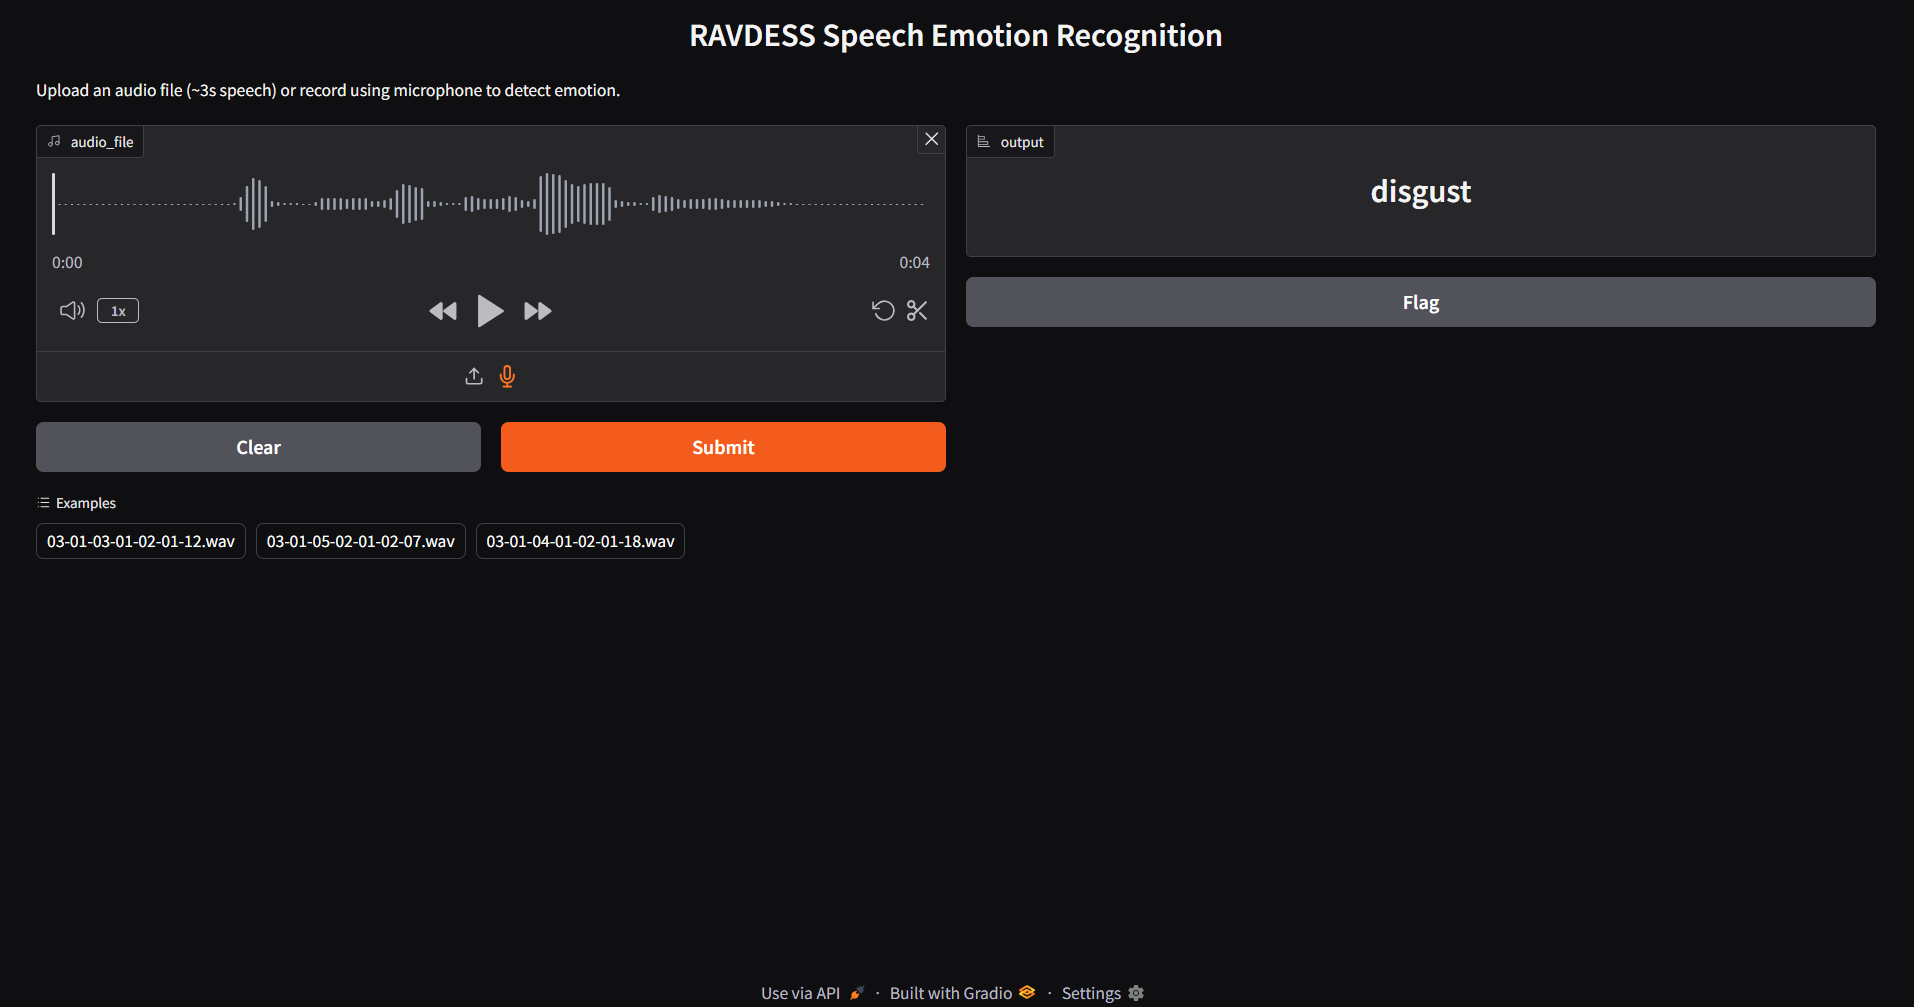 RAVDESS Speech Emotion Recognition
Upload an audio file (~3s speech) or record using microphone to detect emotion.
audio_file
0:00
0:04
1x
Clear
Submit
Examples
03-01-03-01-02-01-12.wav
03-01-05-02-01-02-07.wav
03-01-04-01-02-01-18.wav
output
disgust
Flag
Use via API · Built with Gradio · Settings